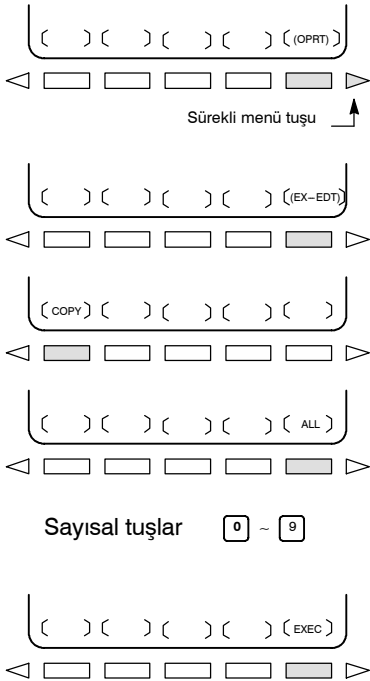 (OPRT)
Sürekli menü tuşu
(EX–EDT)
COPY
ALL
Sayısal tuşlar 0 ~ 9
EXEC